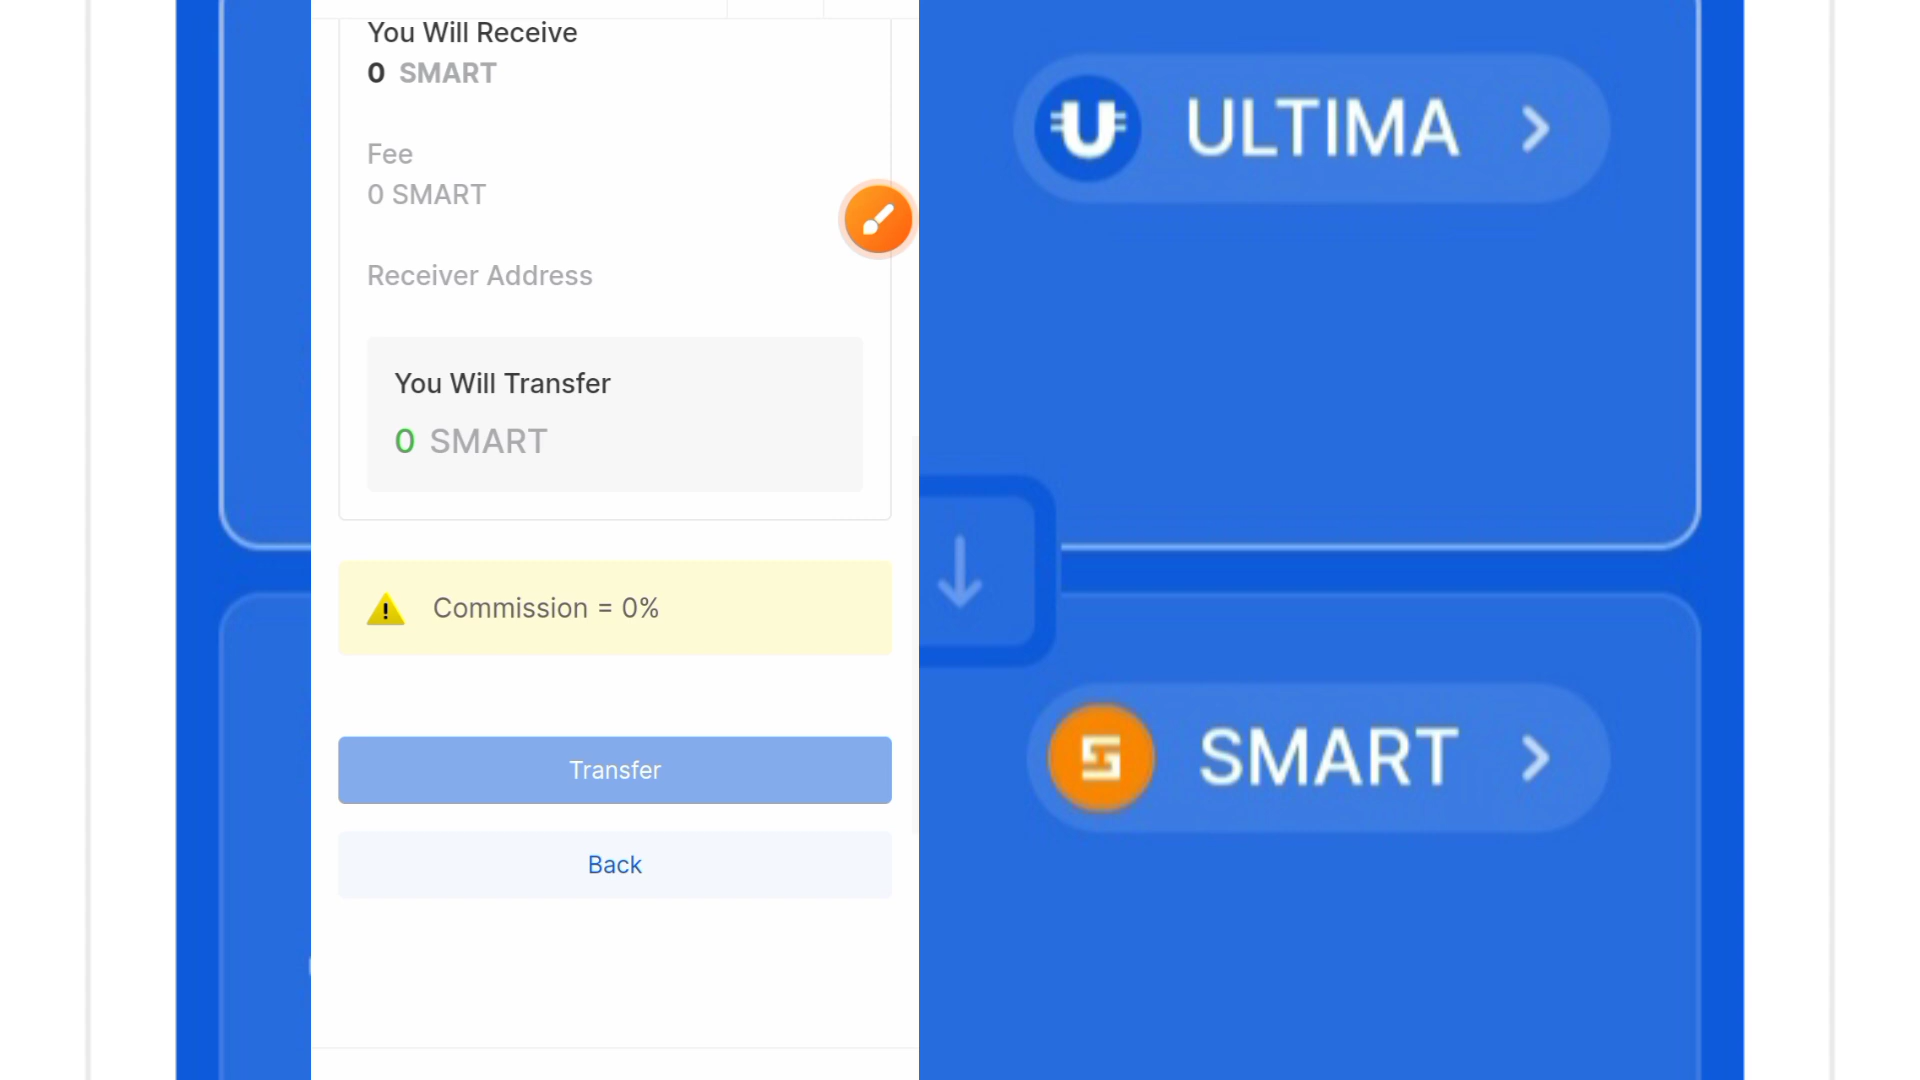 You Will Receive
0 SMART
Fee
0 SMART
Receiver Address
You Will Transfer
0 SMART
Commission = 0%
Transfer
Back
ULTIMA
SMART